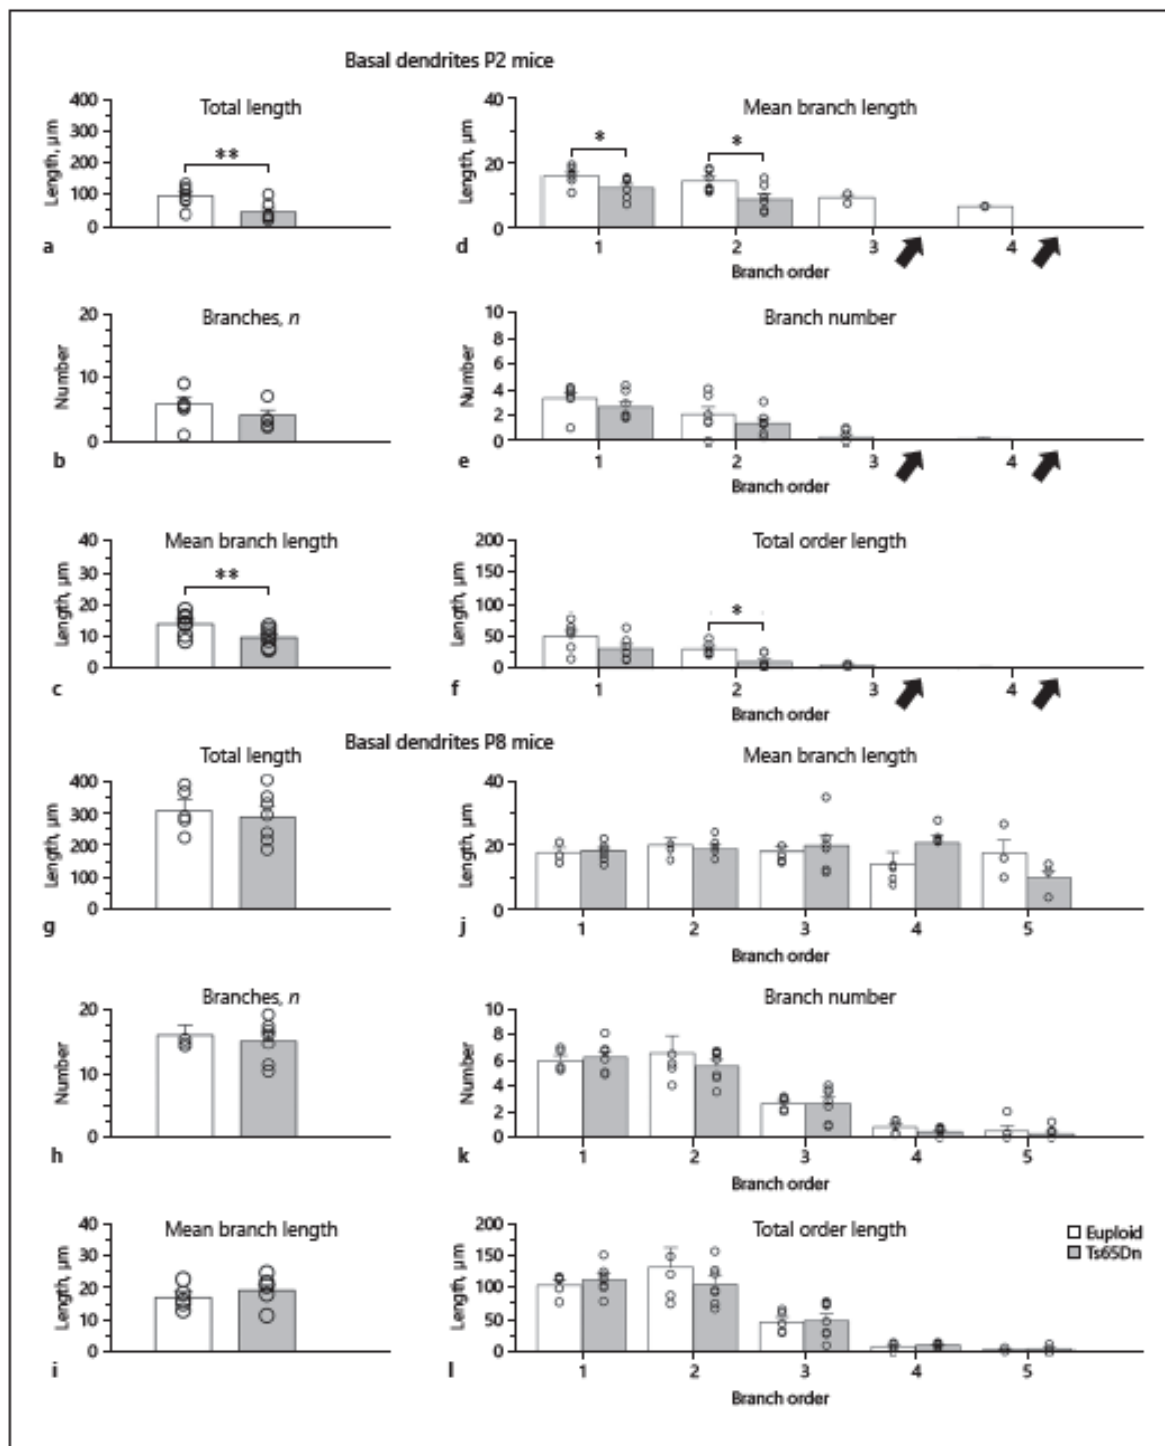 Basal dendrites P2 mice
Total length
400
300
200
100
0
Length, µm
**
a
Mean branch length
40
20
0
Length, µm
*
*
1
2
3
4
Branch order
d
Branches, n
20
10
0
Number
b
Branch number
10
8
6
4
2
0
Number
1
2
3
4
Branch order
e
Mean branch length
40
30
20
10
0
Length, µm
**
c
Total order length
200
150
100
50
0
Length, µm
*
1
2
3
4
Branch order
f
Basal dendrites P8 mice
Total length
400
300
200
100
0
Length, µm
g
Mean branch length
40
20
0
Length, µm
1
2
3
4
5
Branch order
j
Branches, n
20
10
0
Number
h
Branch number
10
8
6
4
2
0
Number
1
2
3
4
5
Branch order
k
Mean branch length
40
30
20
10
0
Length, µm
i
Total order length
200
150
100
50
0
Length, µm
Euploid
Ts65Dn
1
2
3
4
5
Branch order
l